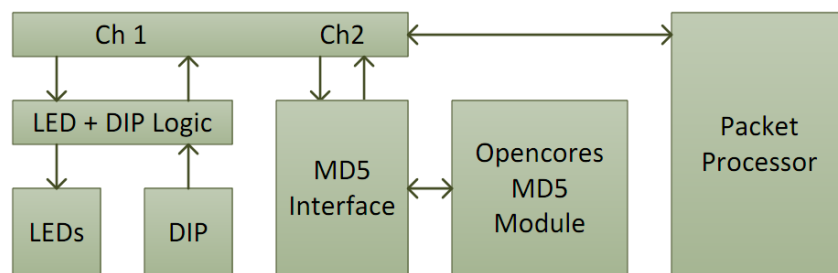 Ch 1 Ch2
LED + DIP Logic
LEDs
DIP
MD5
Interface
Opencores
MD5
Module
Packet
Processor